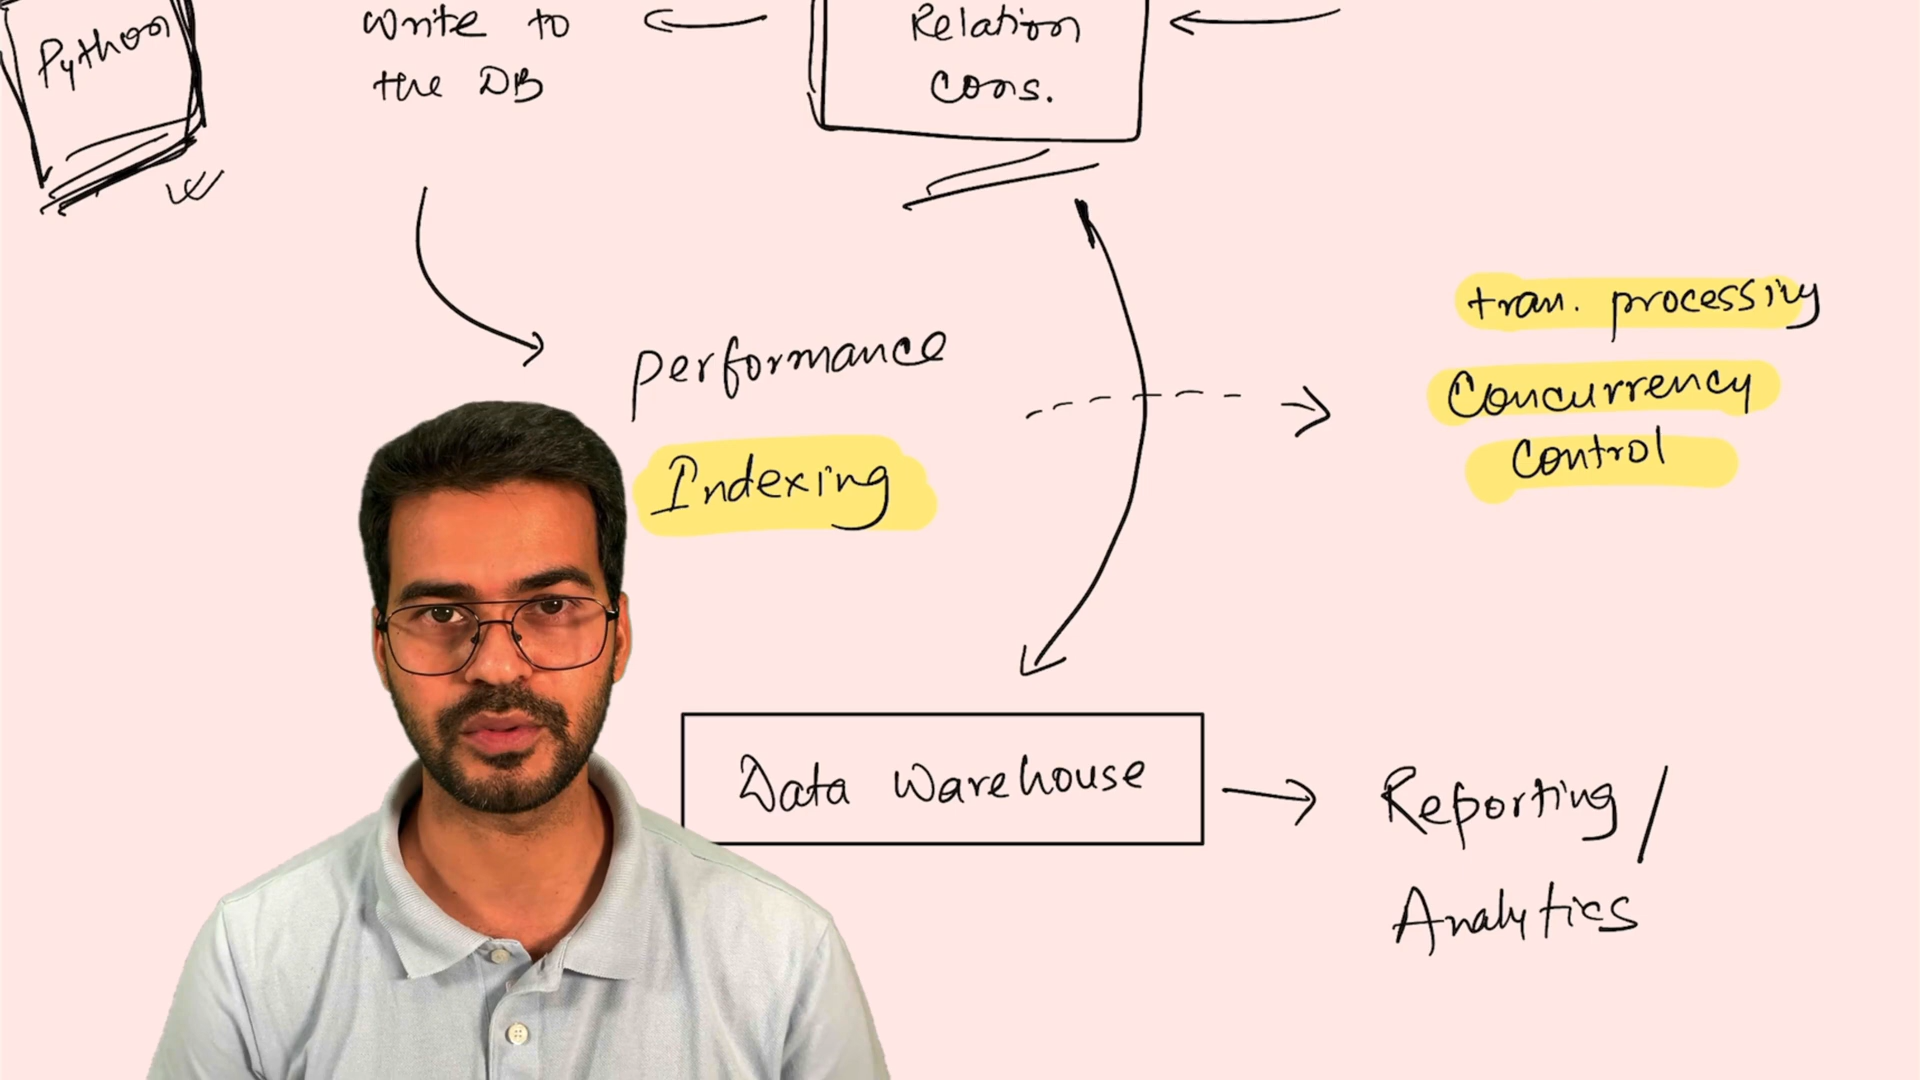 Python
Write to
the DB
Relation
Cons.
performance
Indexing
tran. processing
Concurrency
Control
Data Warehouse
Reporting/
Analytics